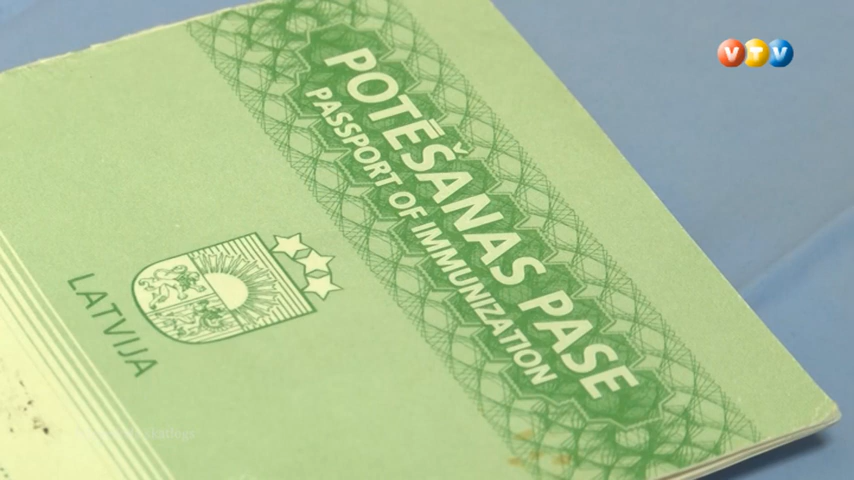 VTV
POTĒŠANAS PASE
PASSPORT OF IMMUNIZATION
LATVIJA